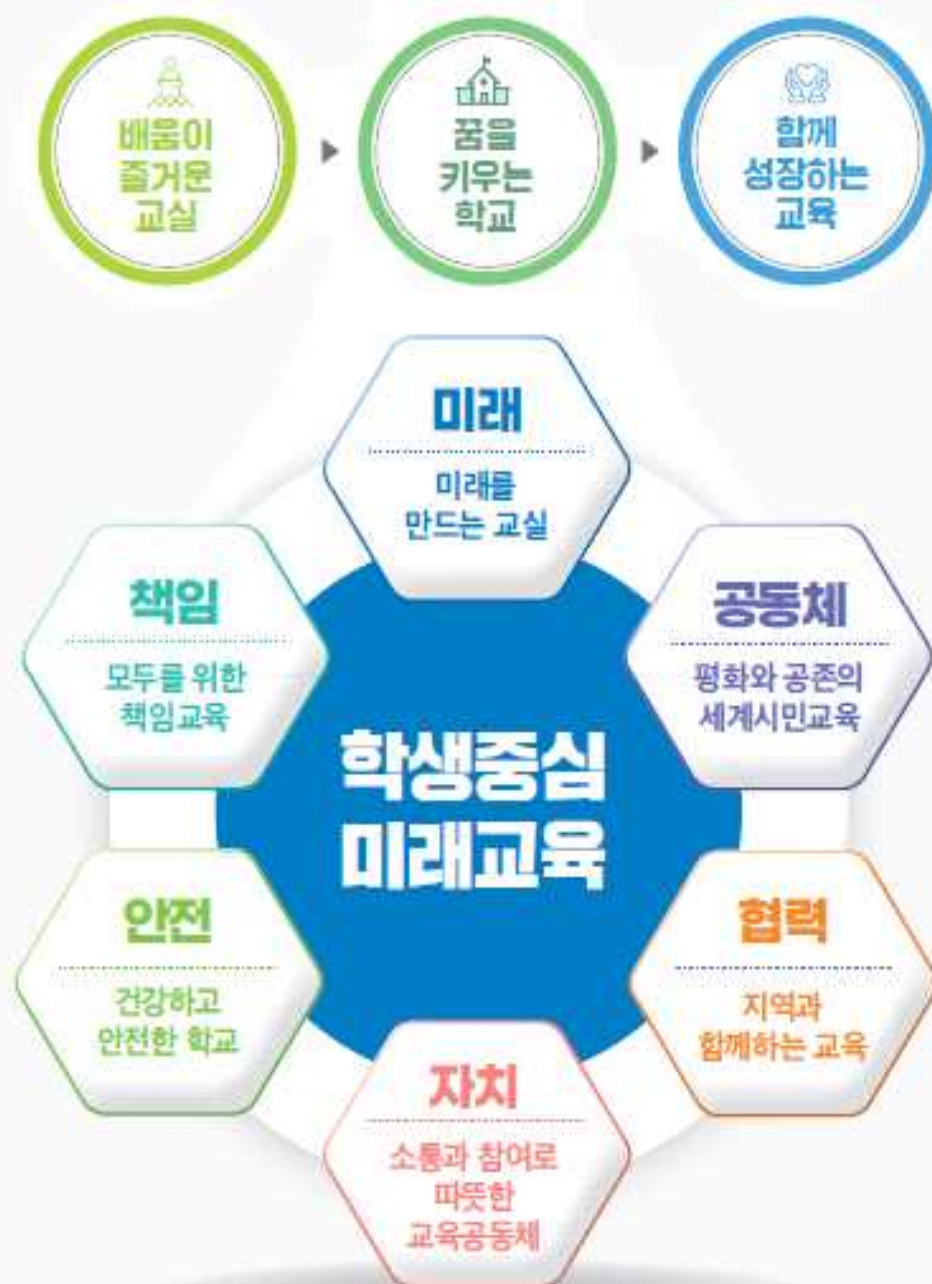 배움이
즐거운
교실
꿈을
키우는
학교
함께
성장하는
교육
미래
미래를
만드는 교실
책임
모두를 위한
책임교육
공동체
평화와 공존의
세계시민교육
학생중심
미래교육
안전
건강하고
안전한 학교
협력
지역과
함께하는 교육
자치
소통과 참여로
따뜻한
교육공동체